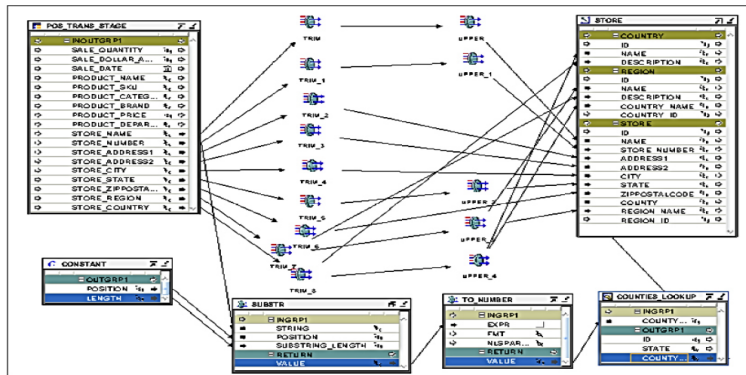 POS_TRANS_STAGE
INOUTGRP1
SALE_QUANTITY
SALE_DOLLAR_A...
SALE_DATE
PRODUCT_NAME
PRODUCT_SKU
PRODUCT_CATEG...
PRODUCT_BRAND
PRODUCT_PRICE
PRODUCT_DEPAR...
STORE_NAME
STORE_NUMBER
STORE_ADDRESS1
STORE_ADDRESS2
STORE_CITY
STORE_STATE
STORE_ZIPPOSTA...
STORE_REGION
STORE_COUNTRY
TRIM
TRIM_1
TRIM_2
TRIM_3
TRIM_4
TRIM_5
TRIM_6
TRIM_7
TRIM_8
UPPER
UPPER_1
UPPER_2
UPPER_4
STORE
COUNTRY
ID
NAME
DESCRIPTION
REGION
ID
NAME
DESCRIPTION
COUNTRY_NAME
COUNTRY_ID
STORE
ID
NAME
STORE_NUMBER
ADDRESS1
ADDRESS2
CITY
STATE
ZIPPOSTALCODE
COUNTY
REGION_NAME
REGION_ID
CONSTANT
OUTGRP1
POSITION
LENGTH
SUBSTR
INGRP1
STRING
POSITION
SUBSTRING_LENGTH
RETURN
VALUE
TO_NUMBER
INGRP1
EXPR
FMT
NLSPAR...
RETURN
VALUE
COUNTIES_LOOKUP
INGRP1
COUNTY...
OUTGRP1
ID
STATE
COUNTY...